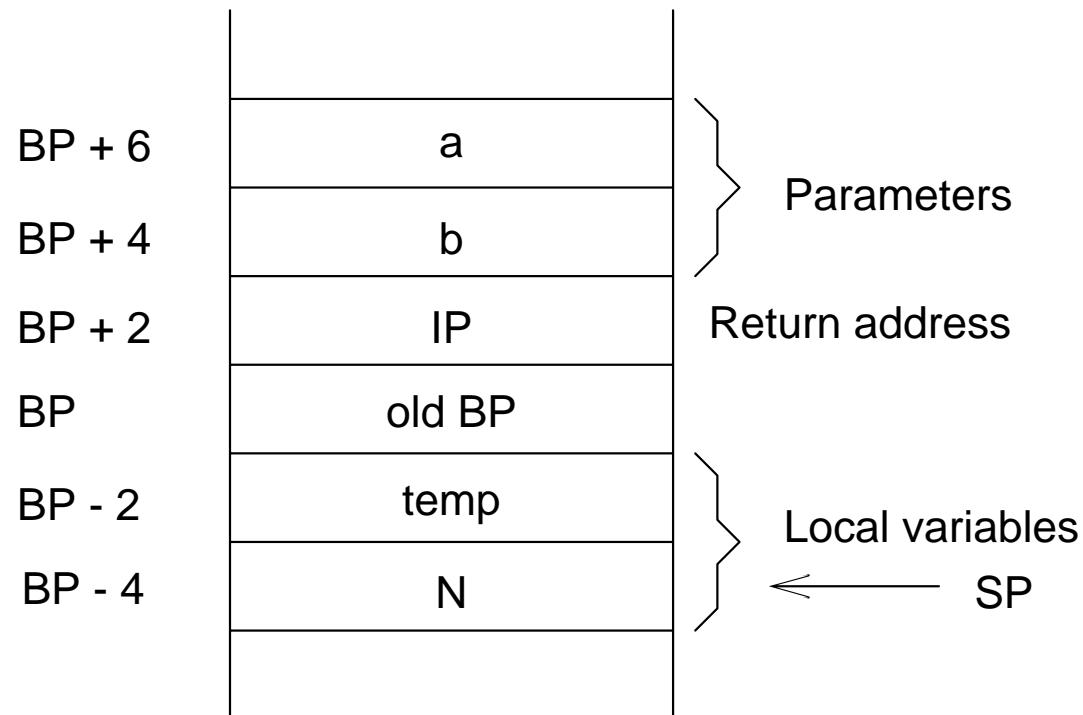 BP + 6
a
Parameters
BP + 4
b
BP + 2
IP
Return address
BP
old BP
BP - 2
temp
Local variables
BP - 4
N
SP